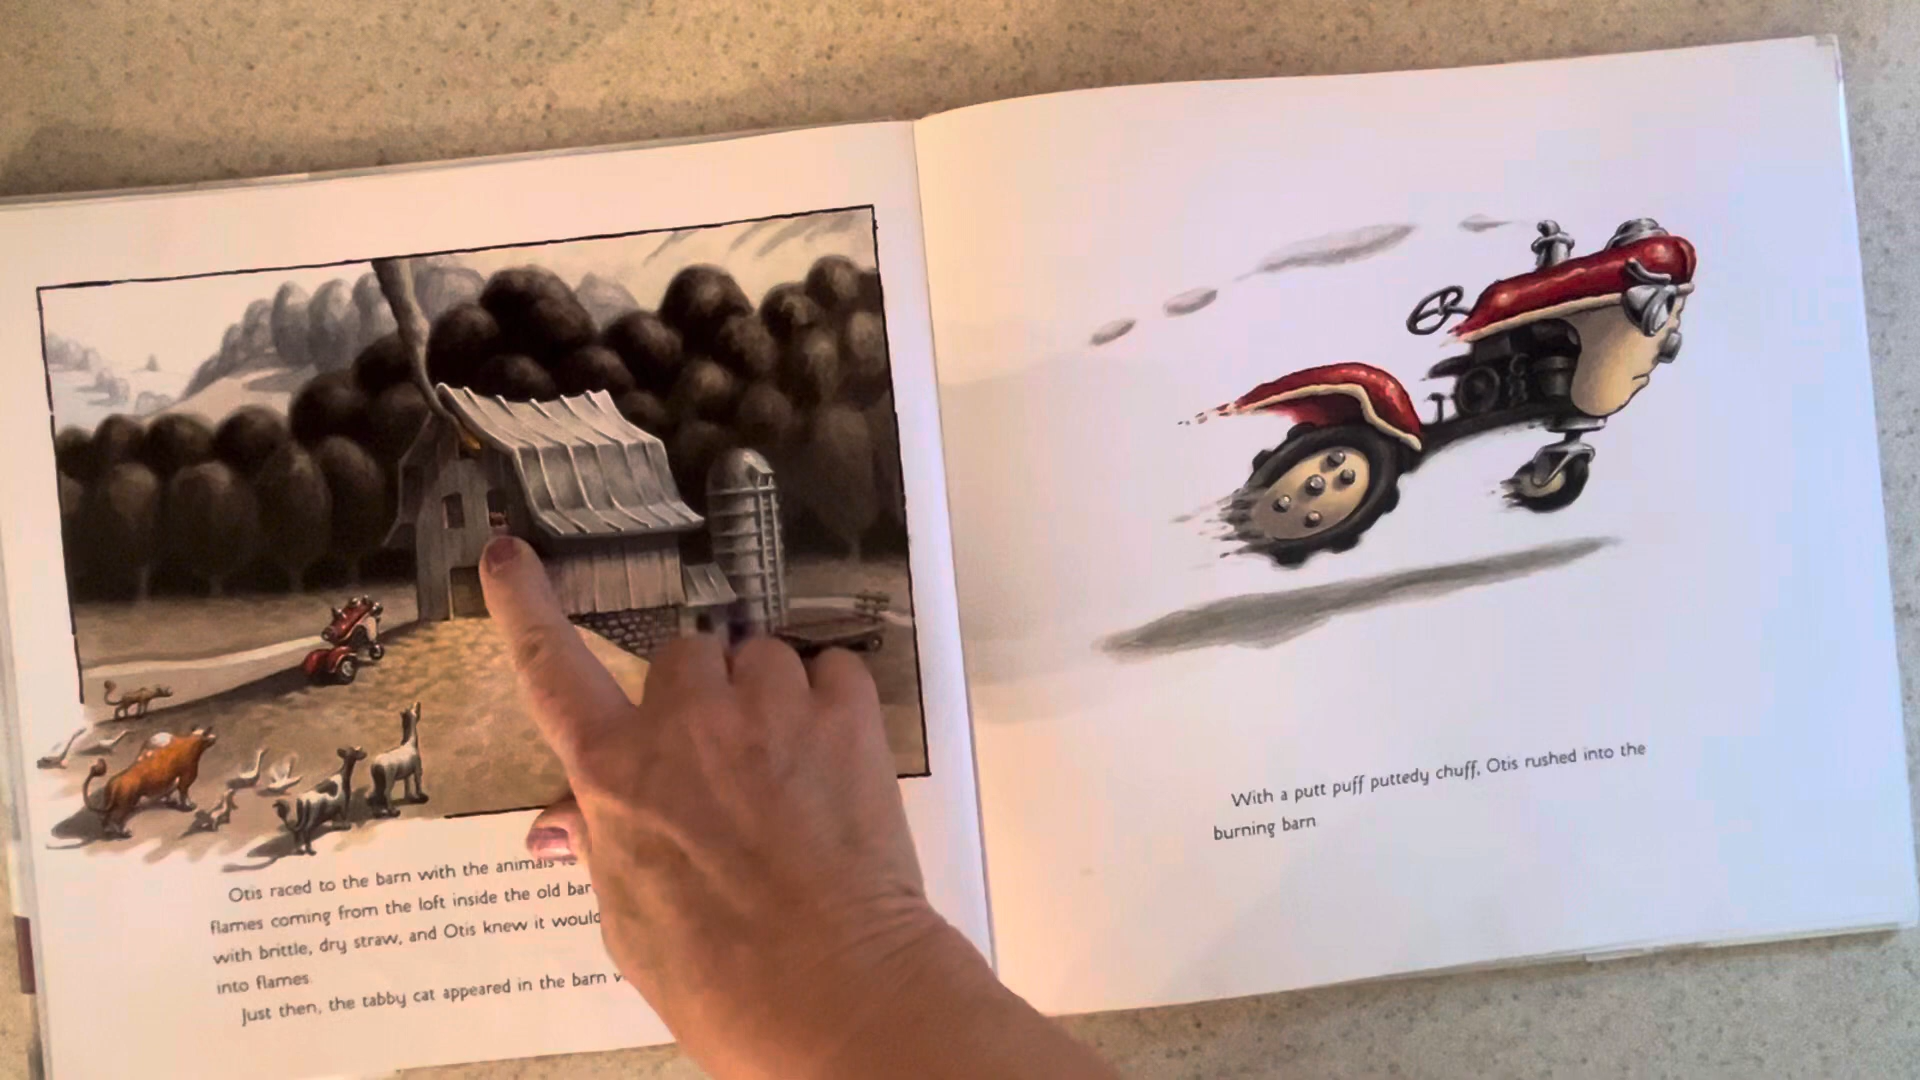 Otis raced to the barn with the animals
flames coming from the loft inside the old
with brittle, dry straw, and Otis knew it would
into flames.
Just then, the tabby cat appeared in the barn
With a putt puff puttedy chuff, Otis rushed into the
burning barn